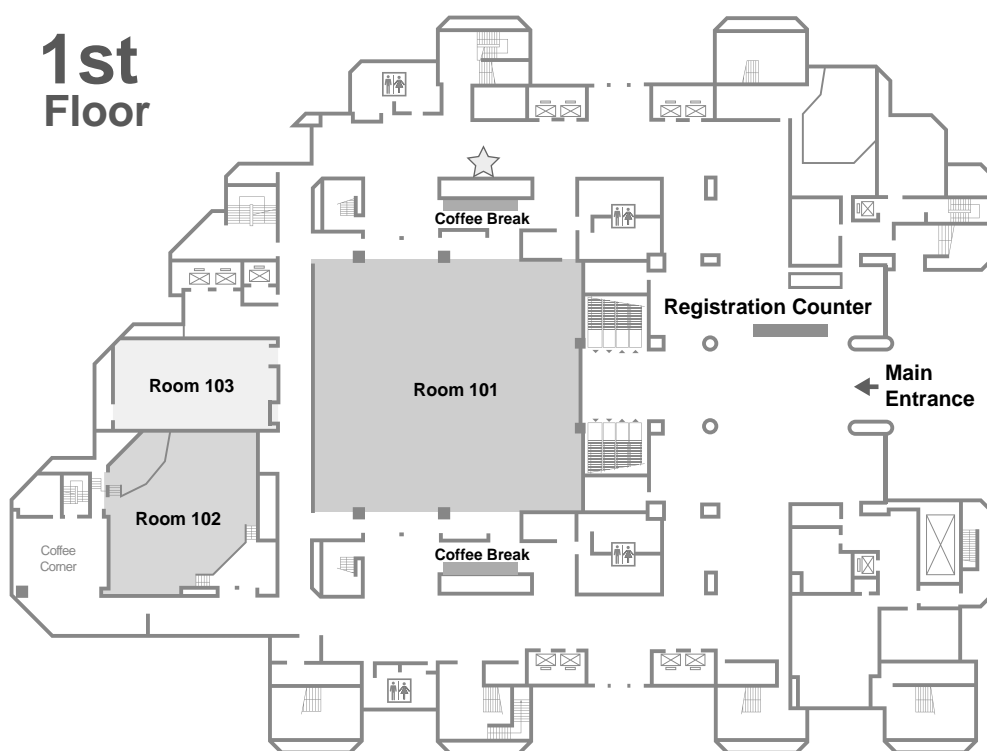 1st
Floor
Coffee Break
Registration Counter
Room 103
Room 101
Main
Entrance
Room 102
Coffee
Corner
Coffee Break